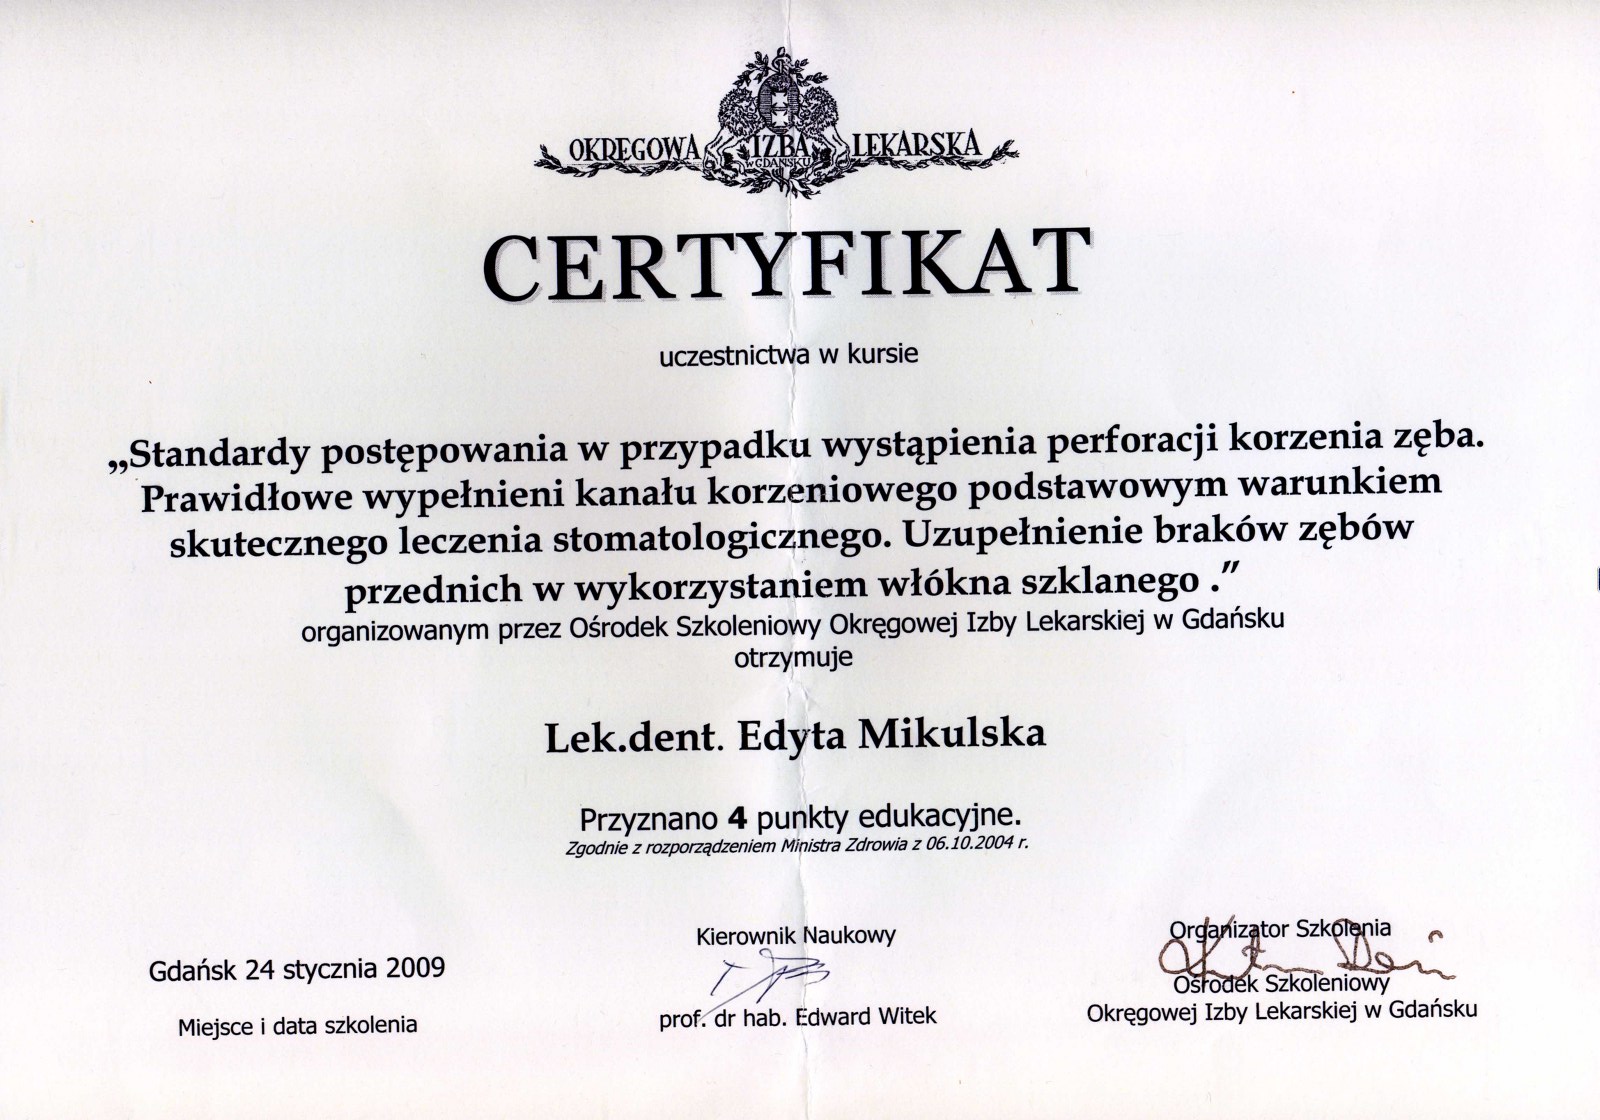 OKRĘGOWA IZBA LEKARSKA
W GDAŃSKU
CERTYFIKAT
uczestnictwa w kursie
„Standardy postępowania w przypadku wystąpienia perforacji korzenia zęba.
Prawidłowe wypełnieni kanału korzeniowego podstawowym warunkiem
skutecznego leczenia stomatologicznego. Uzupełnienie braków zębów
przednich w wykorzystaniem włókna szklanego .”
organizowanym przez Ośrodek Szkoleniowy Okręgowej Izby Lekarskiej w Gdańsku
otrzymuje
Lek.dent. Edyta Mikulska
Przyznano 4 punkty edukacyjne.
Zgodnie z rozporządzeniem Ministra Zdrowia z 06.10.2004 r.
Gdańsk 24 stycznia 2009
Miejsce i data szkolenia
Kierownik Naukowy
prof. dr hab. Edward Witek
Organizator Szkolenia
Ośrodek Szkoleniowy
Okręgowej Izby Lekarskiej w Gdańsku